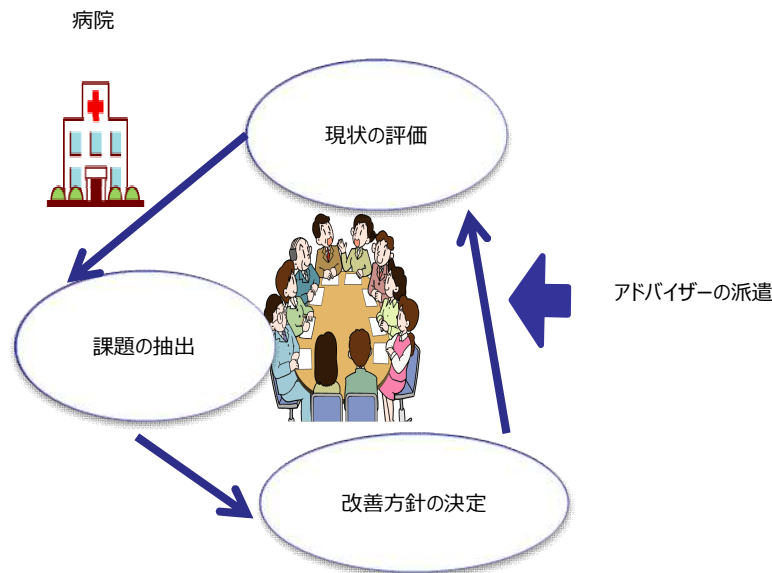 病院
現状の評価
アドバイザーの派遣
課題の抽出
改善方針の決定